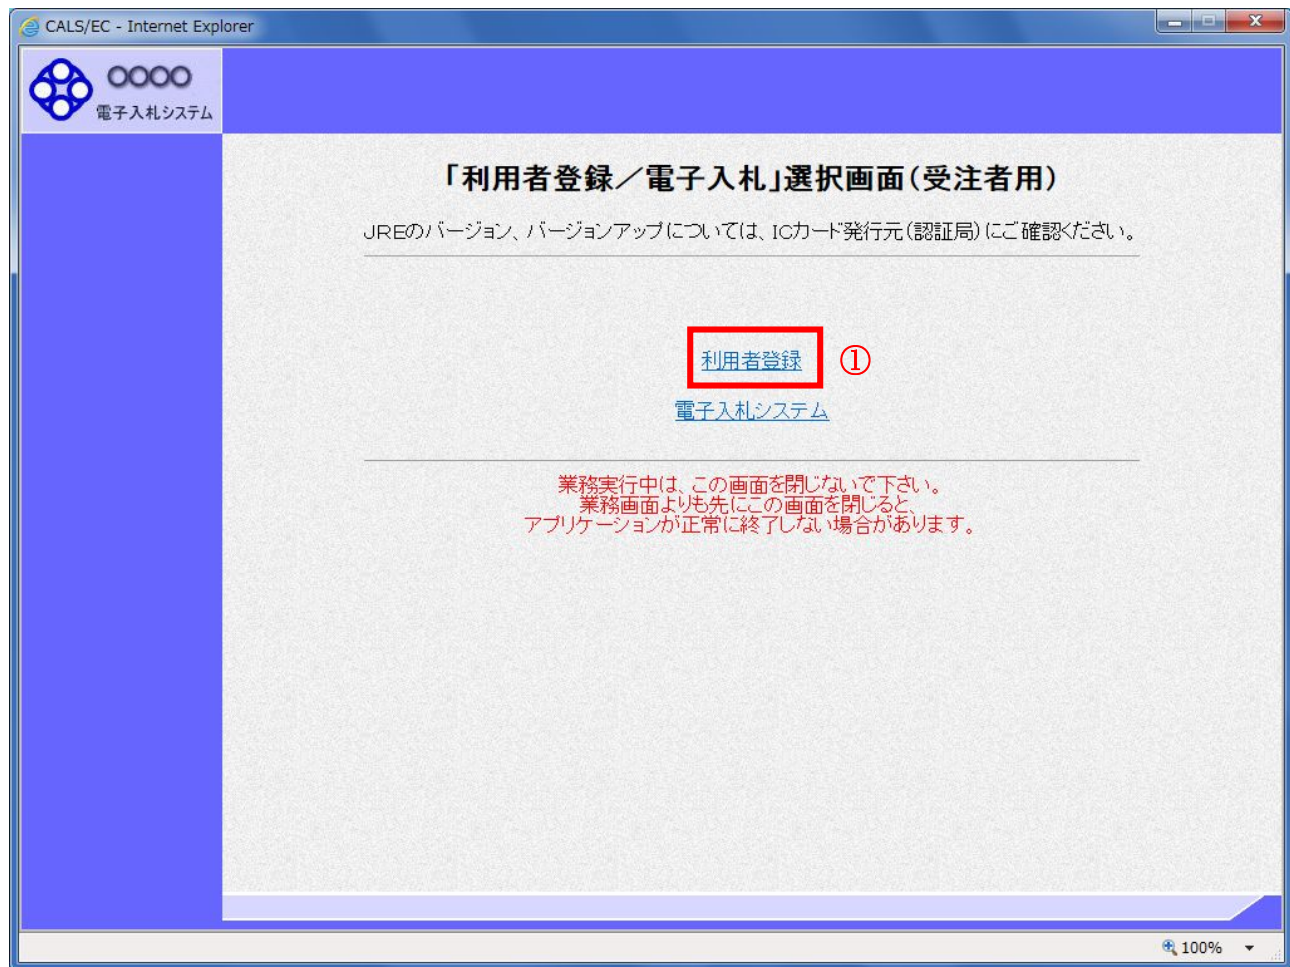 CALS/EC - Internet Explorer
○○○○
電子入札システム
「利用者登録／電子入札」選択画面(受注者用)
JREのバージョン、バージョンアップについては、ICカード発行元(認証局)にご確認ください。
利用者登録 ①
電子入札システム
業務実行中は、この画面を閉じないで下さい。
業務画面よりも先にこの画面を閉じると、
アプリケーションが正常に終了しない場合があります。
100%